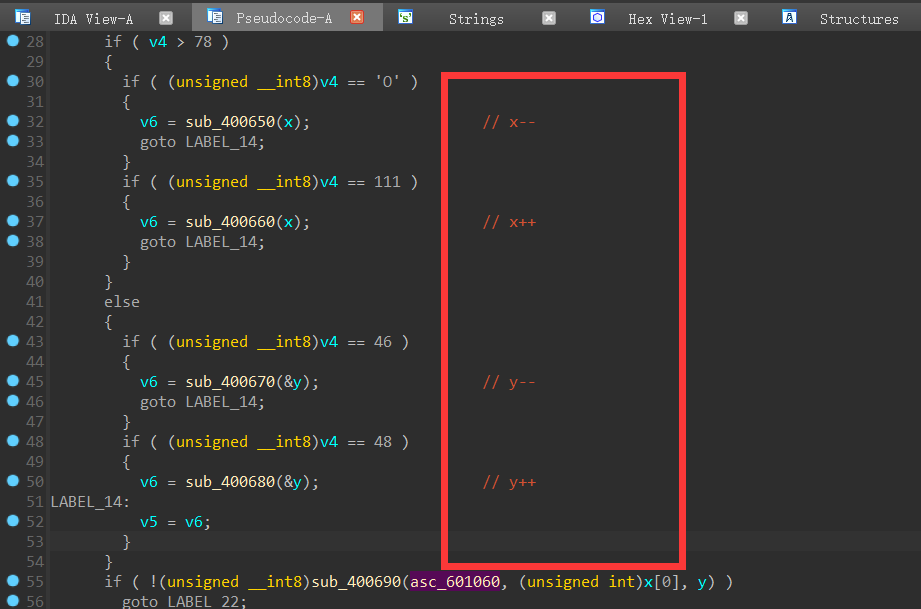 IDA View-A Pseudocode-A Strings Hex View-1 Structures
28 if ( v4 > 78 )
29 {
30 if ( (unsigned __int8)v4 == 'O' )
31 {
32 v6 = sub_400650(x); // x--
33 goto LABEL_14;
34 }
35 if ( (unsigned __int8)v4 == 111 )
36 {
37 v6 = sub_400660(x); // x++
38 goto LABEL_14;
39 }
40 }
41 else
42 {
43 if ( (unsigned __int8)v4 == 46 )
44 {
45 v6 = sub_400670(&y); // y--
46 goto LABEL_14;
47 }
48 if ( (unsigned __int8)v4 == 48 )
49 {
50 v6 = sub_400680(&y); // y++
51 LABEL_14:
52 v5 = v6;
53 }
54 }
55 if ( !(unsigned __int8)sub_400690(asc_601060, (unsigned int)x[0], y) )
56 goto LABEL_22;